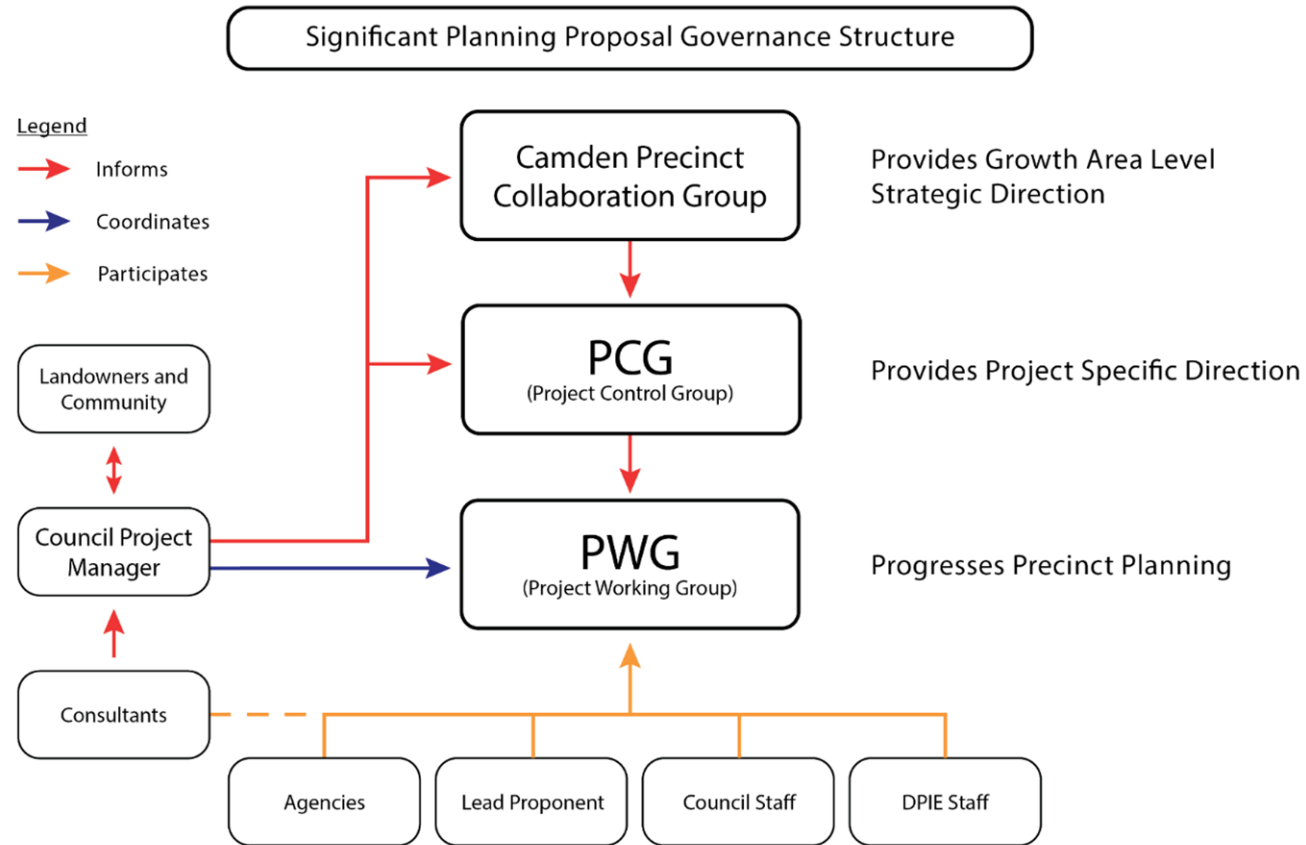 Significant Planning Proposal Governance Structure
Legend
Informs
Coordinates
Participates
Camden Precinct
Collaboration Group
Provides Growth Area Level
Strategic Direction
Landowners and
Community
PCG
(Project Control Group)
Provides Project Specific Direction
Council Project
Manager
PWG
(Project Working Group)
Progresses Precinct Planning
Consultants
Agencies
Lead Proponent
Council Staff
DPIE Staff